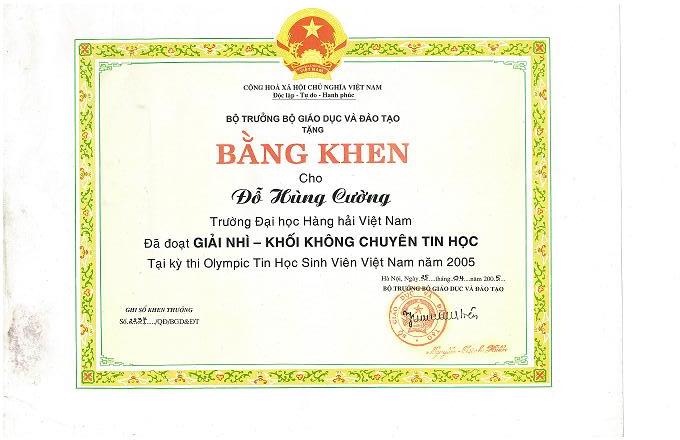 CỘNG HOÀ XÃ HỘI CHỦ NGHĨA VIỆT NAM
Độc lập - Tự do - Hạnh phúc
BỘ TRƯỞNG BỘ GIÁO DỤC VÀ ĐÀO TẠO
TẶNG
BẰNG KHEN
Cho
Đỗ Hùng Cường
Trường Đại học Hàng hải Việt Nam
Đã đoạt GIẢI NHÌ – KHỐI KHÔNG CHUYÊN TIN HỌC
Tại kỳ thi Olympic Tin Học Sinh Viên Việt Nam năm 2005
Hà Nội, Ngày 25 tháng 04 năm 2005
BỘ TRƯỞNG BỘ GIÁO DỤC VÀ ĐÀO TẠO
GHI SỔ KHEN THƯỞNG
Số /QĐ/BGD&ĐT
Nguyễn Minh Hiển